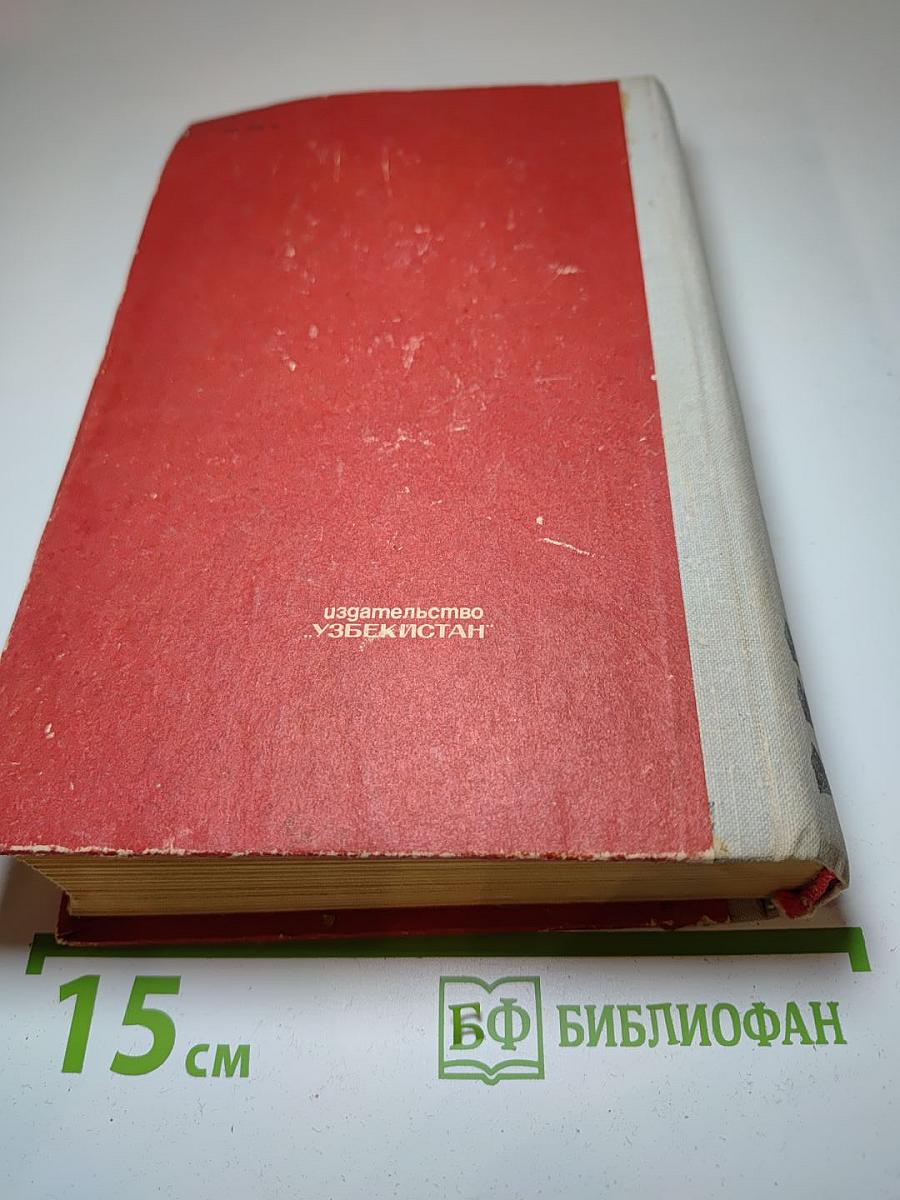 издательство
„УЗБЕКИСТАН"
15 см
БФ БИБЛИОФАН